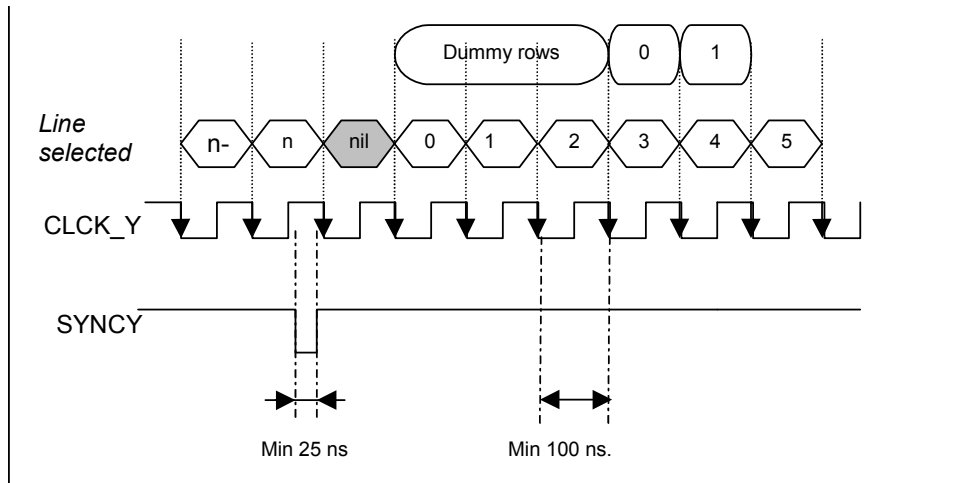 Dummy rows 0 1
Line
selected
n- n nil 0 1 2 3 4 5
CLCK_Y
SYNCY
Min 25 ns Min 100 ns.